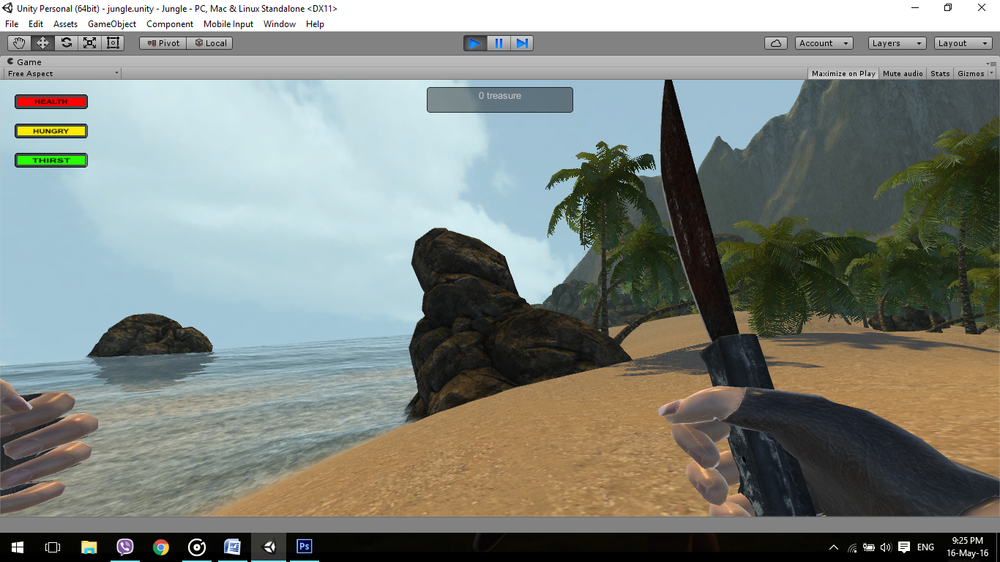 Unity Personal (64bit) - jungle.unity - Jungle - PC, Mac & Linux Standalone <DX11>
File Edit Assets GameObject Component Mobile Input Window Help
Pivot Local Account Layers Layout
Game
Free Aspect Maximize on Play Mute audio Stats Gizmos
HEALTH
0 treasure
HUNGRY
THIRST
W Ps ENG
9:25 PM
16-May-16